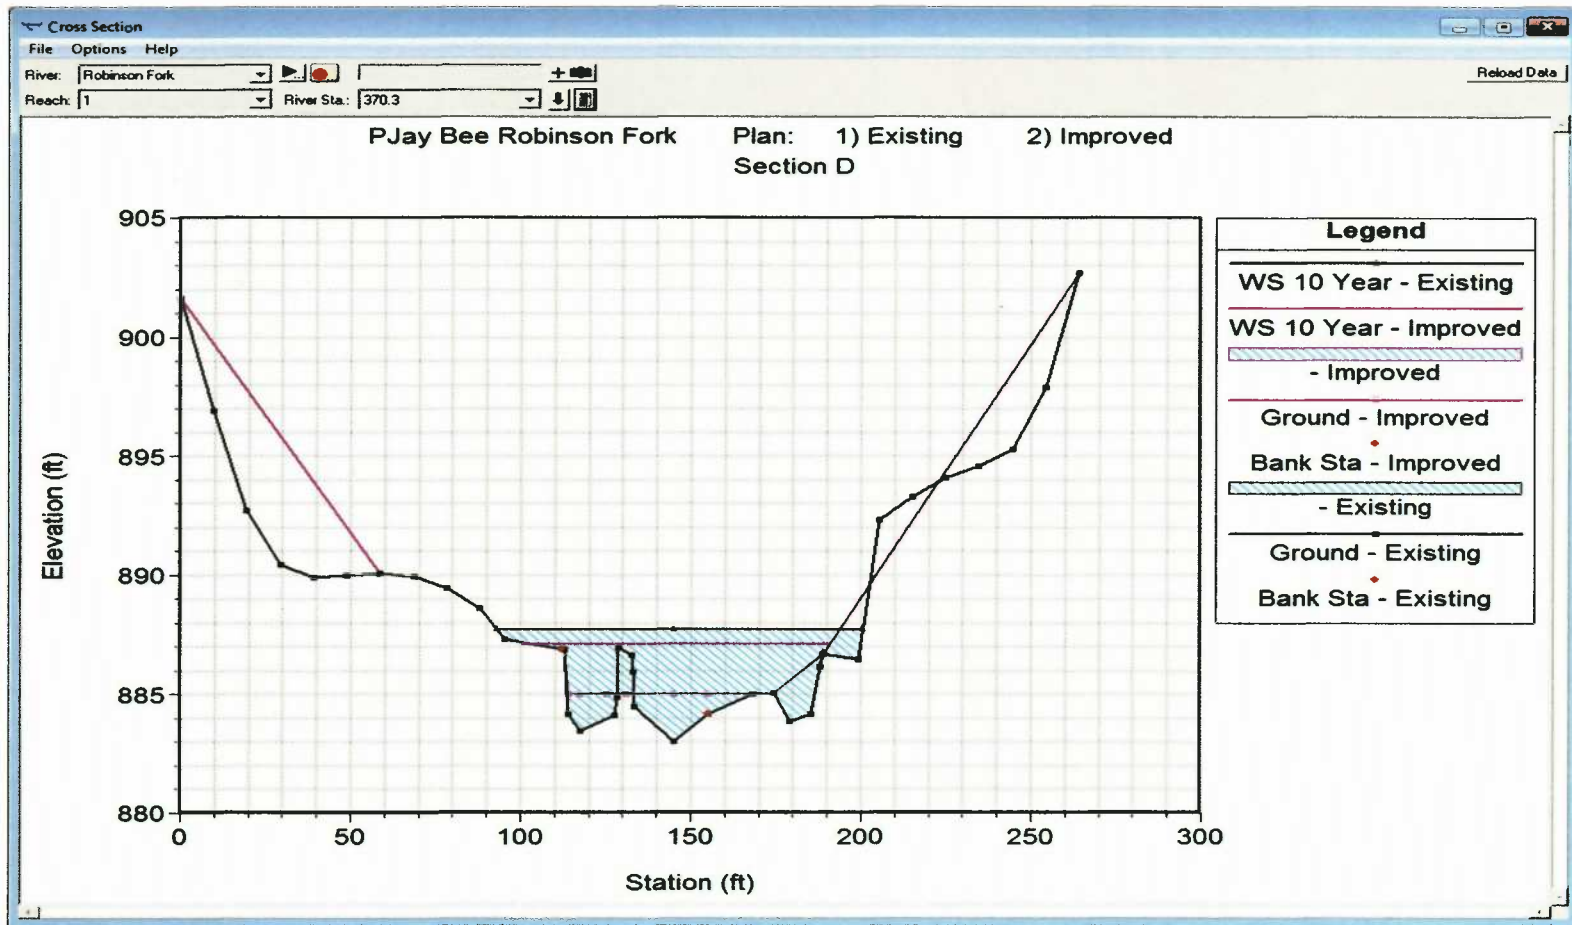 Cross Section
File Options Help
River: Robinson Fork
Reload Data
Reach: 1 River Sta.: 370.3
PJay Bee Robinson Fork Plan: 1) Existing 2) Improved
Section D
905
900
895
890
885
880
Elevation (ft)
0 50 100 150 200 250 300
Station (ft)
Legend
WS 10 Year - Existing
WS 10 Year - Improved
- Improved
Ground - Improved
Bank Sta - Improved
- Existing
Ground - Existing
Bank Sta - Existing